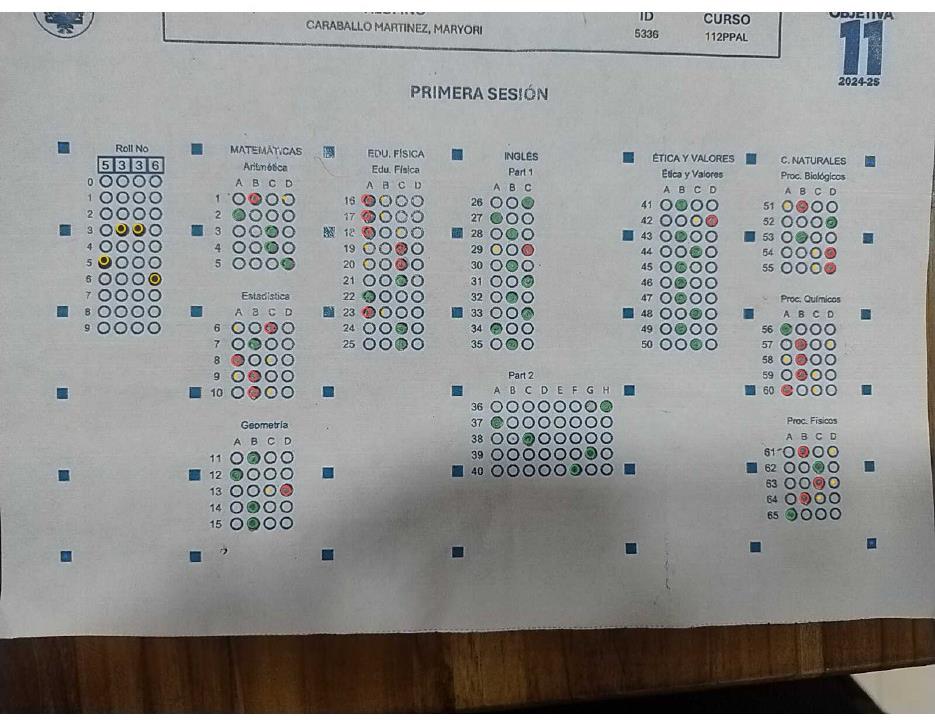 CARABALLO MARTINEZ, MARYORI
ID
5336
CURSO
112PPAL
OBJETIVA
11
2024-25
PRIMERA SESIÓN
Roll No
5 3 3 6
0
1
2
3
4
5
6
7
8
9
MATEMÁTICAS
Aritmética
A B C D
1
2
3
4
5
Estadística
A B C D
6
7
8
9
10
Geometría
A B C D
11
12
13
14
15
EDU. FÍSICA
Edu. Física
A B C D
16
17
18
19
20
21
22
23
24
25
INGLÉS
Part 1
A B C
26
27
28
29
30
31
32
33
34
35
Part 2
A B C D E F G H
36
37
38
39
40
ÉTICA Y VALORES
Etica y Valores
A B C D
41
42
43
44
45
46
47
48
49
50
C. NATURALES
Proc. Biológicos
A B C D
51
52
53
54
55
Proc. Químicos
A B C D
56
57
58
59
60
Proc. Físicos
A B C D
61
62
63
64
65